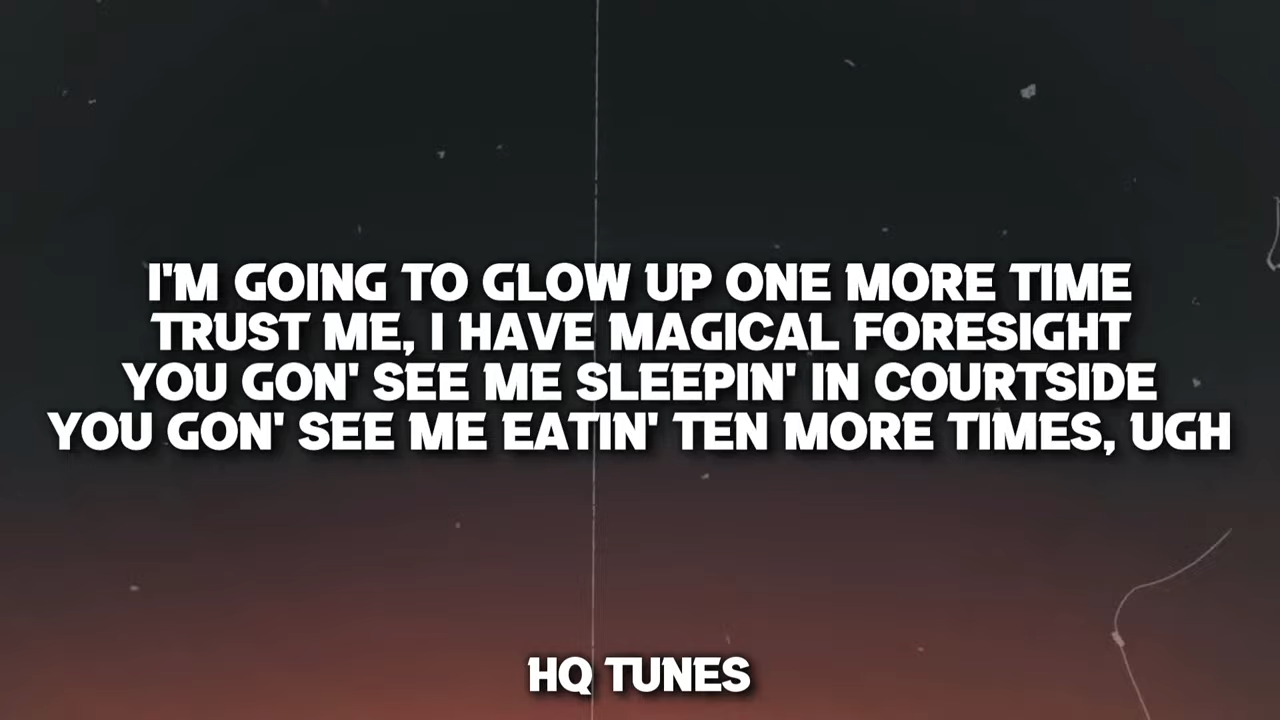 I'M GOING TO GLOW UP ONE MORE TIME
TRUST ME, I HAVE MAGICAL FORESIGHT
YOU GON' SEE ME SLEEPIN' IN COURTSIDE
YOU GON' SEE ME EATIN' TEN MORE TIMES, UGH
HQ TUNES